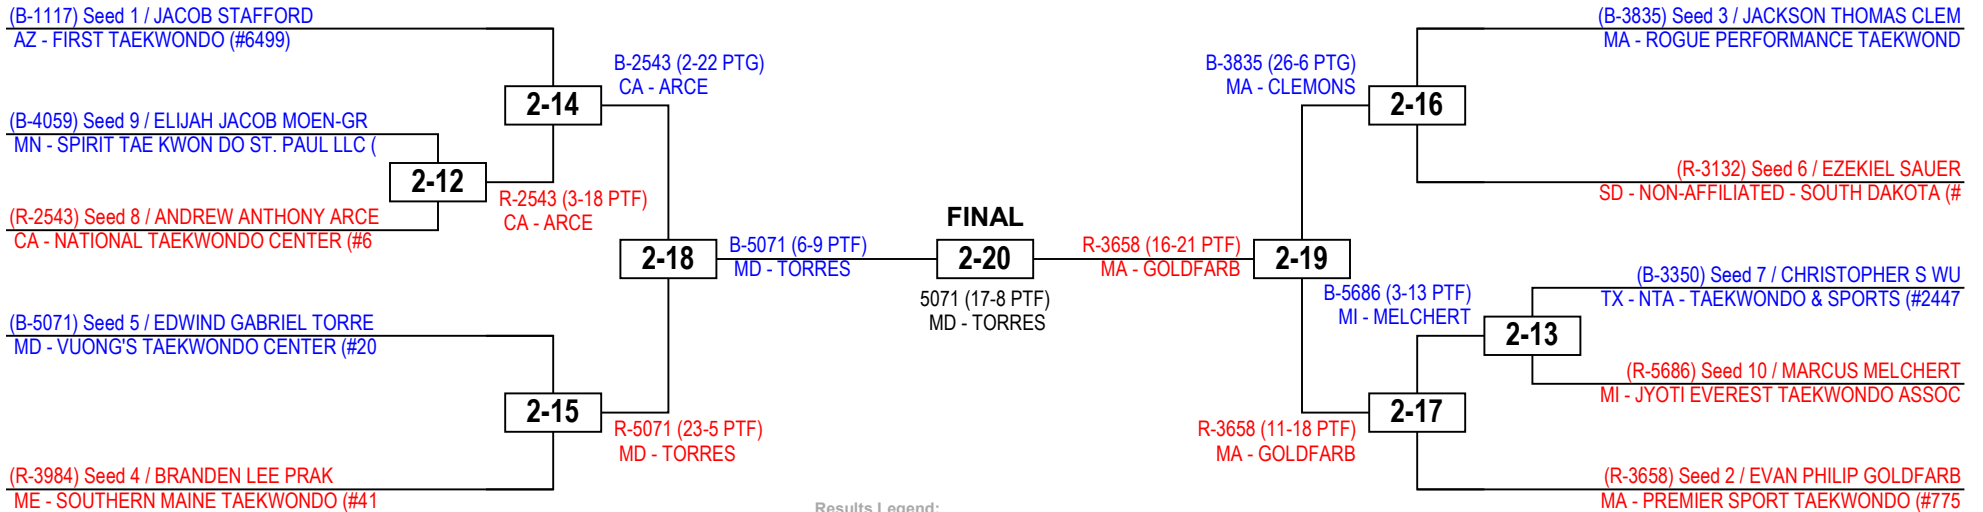 (B-1117) Seed 1 / JACOB STAFFORD
AZ - FIRST TAEKWONDO (#6499)
(B-4059) Seed 9 / ELIJAH JACOB MOEN-GR
MN - SPIRIT TAE KWON DO ST. PAUL LLC (
(R-2543) Seed 8 / ANDREW ANTHONY ARCE
CA - NATIONAL TAEKWONDO CENTER (#6
(B-5071) Seed 5 / EDWIND GABRIEL TORRE
MD - VUONG'S TAEKWONDO CENTER (#20
(R-3984) Seed 4 / BRANDEN LEE PRAK
ME - SOUTHERN MAINE TAEKWONDO (#41
2-12
R-2543 (3-18 PTF)
CA - ARCE
2-14
B-2543 (2-22 PTG)
CA - ARCE
2-15
R-5071 (23-5 PTF)
MD - TORRES
2-18
B-5071 (6-9 PTF)
MD - TORRES
FINAL
2-20
5071 (17-8 PTF)
MD - TORRES
R-3658 (16-21 PTF)
MA - GOLDFARB
2-19
B-3835 (26-6 PTG)
MA - CLEMONS
2-16
B-5686 (3-13 PTF)
MI - MELCHERT
2-13
R-3658 (11-18 PTF)
MA - GOLDFARB
2-17
(B-3835) Seed 3 / JACKSON THOMAS CLEM
MA - ROGUE PERFORMANCE TAEKWOND
(R-3132) Seed 6 / EZEKIEL SAUER
SD - NON-AFFILIATED - SOUTH DAKOTA (#
(B-3350) Seed 7 / CHRISTOPHER S WU
TX - NTA - TAEKWONDO & SPORTS (#2447
(R-5686) Seed 10 / MARCUS MELCHERT
MI - JYOTI EVEREST TAEKWONDO ASSOC
(R-3658) Seed 2 / EVAN PHILIP GOLDFARB
MA - PREMIER SPORT TAEKWONDO (#775
Results Legend: